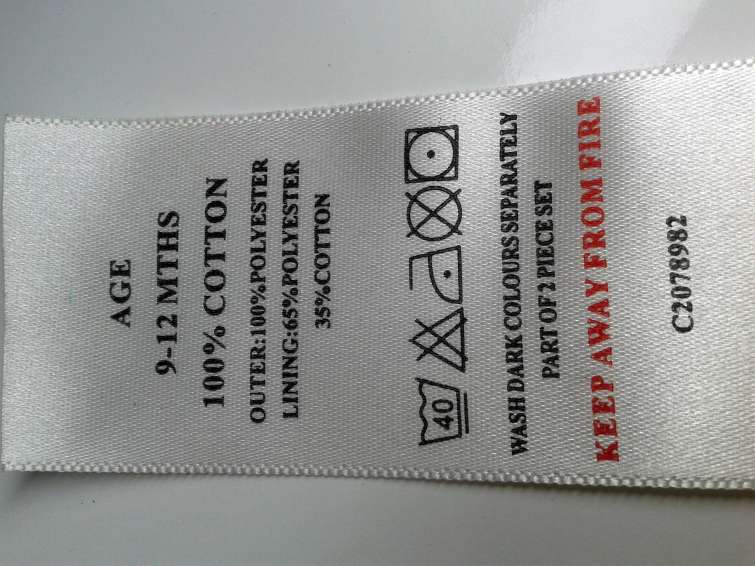 AGE
9-12 MTHS
100% COTTON
OUTER:100%POLYESTER
LINING:65%POLYESTER
35%COTTON
40
WASH DARK COLOURS SEPARATELY
PART OF 2 PIECE SET
KEEP AWAY FROM FIRE
C2078982